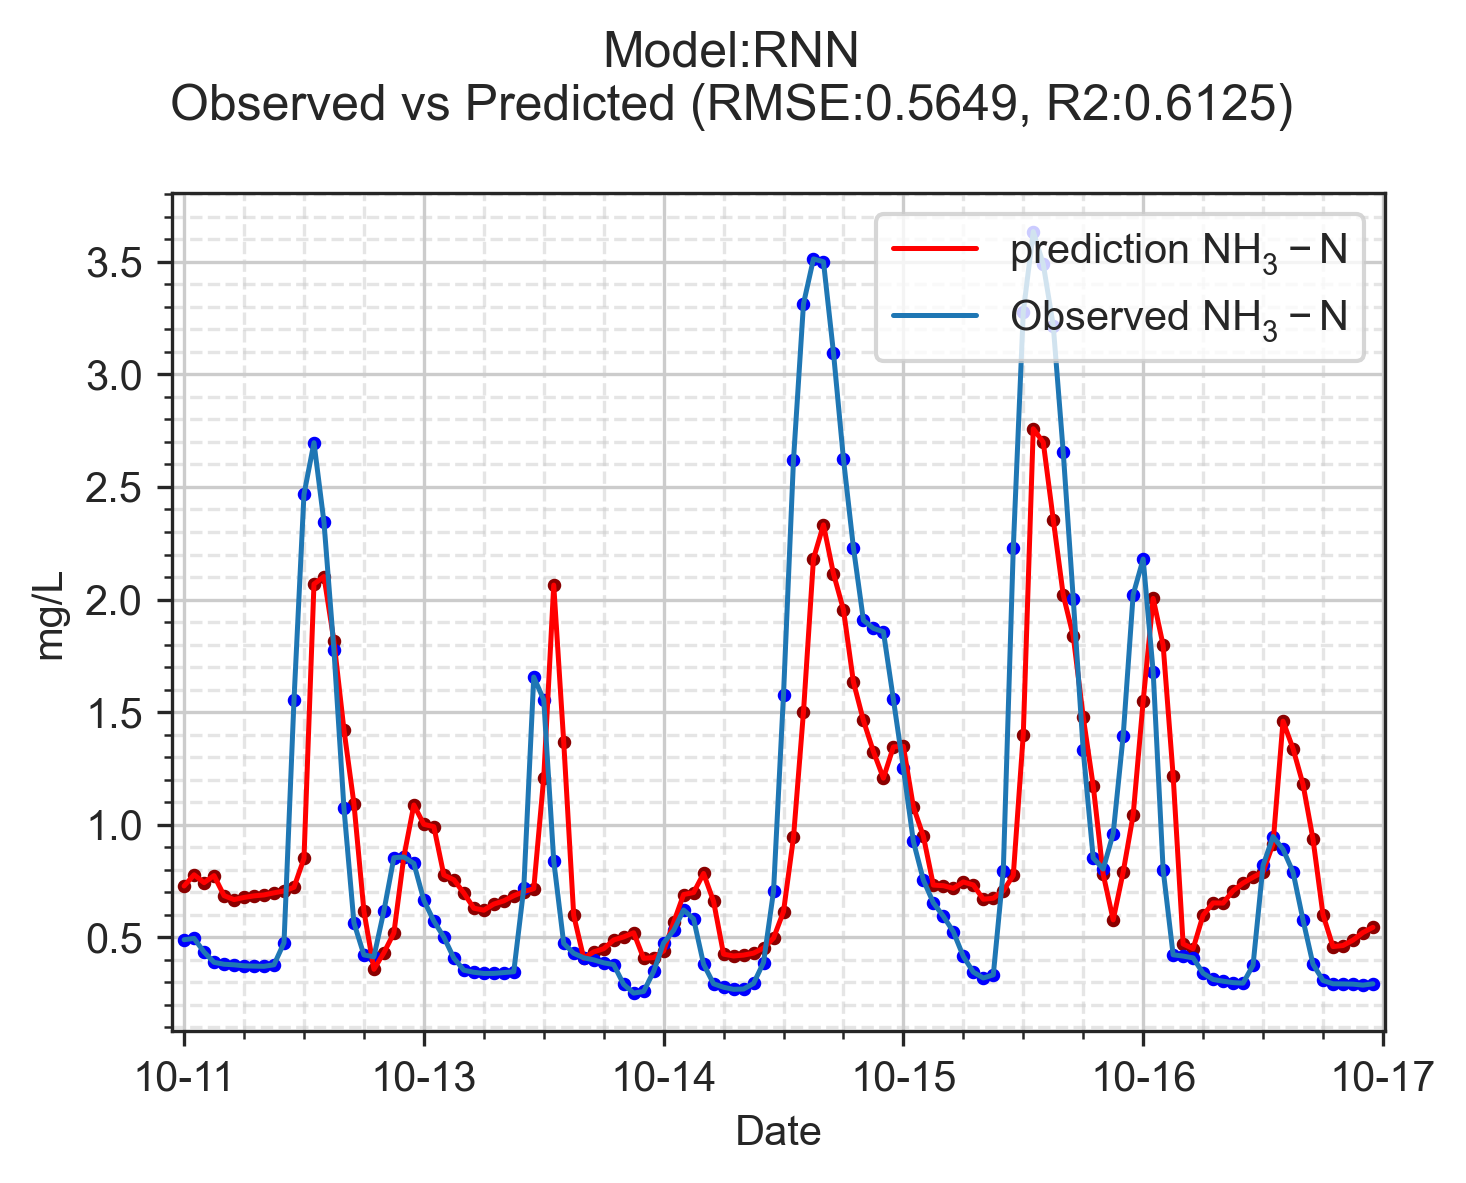 Model:RNN
Observed vs Predicted (RMSE:0.5649, R2:0.6125)
prediction NH₃ − N
Observed NH₃ − N
3.5
3.0
2.5
2.0
1.5
1.0
0.5
mg/L
10-11 10-13 10-14 10-15 10-16 10-17
Date